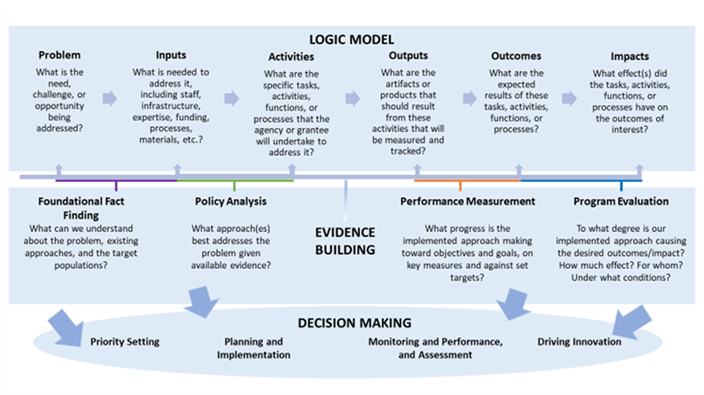 LOGIC MODEL
Problem
What is the
need,
challenge, or
opportunity
being
addressed?
Inputs
What is needed to
address it,
including staff,
infrastructure,
expertise, funding,
processes,
materials, etc.?
Activities
What are the
specific tasks,
activities,
functions, or
processes that the
agency or grantee
will undertake to
address it?
Outputs
What are the
artifacts or
products that
should result
from these
activities that will
be measured and
tracked?
Outcomes
What are the
expected
results of these
tasks, activities,
functions, or
processes?
Impacts
What effect(s) did
the tasks, activities,
functions, or
processes have on
the outcomes of
interest?
Foundational Fact
Finding
What can we understand
about the problem, existing
approaches, and the target
populations?
Policy Analysis
What approach(es)
best addresses the
problem given
available evidence?
EVIDENCE
BUILDING
Performance Measurement
What progress is the
implemented approach making
toward objectives and goals, on
key measures and against set
targets?
Program Evaluation
To what degree is our
implemented approach causing
the desired outcomes/impact?
How much effect? For whom?
Under what conditions?
DECISION MAKING
Priority Setting
Planning and
Implementation
Monitoring and Performance,
and Assessment
Driving Innovation